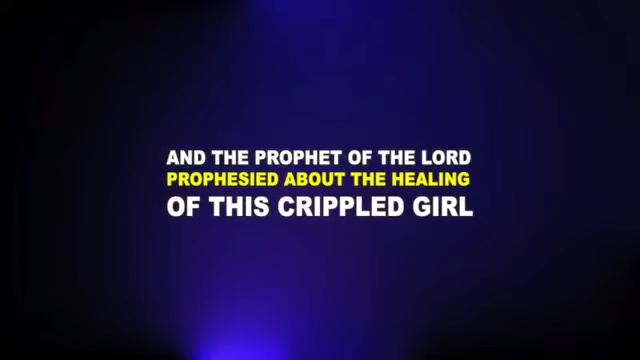 AND THE PROPHET OF THE LORD
PROPHESIED ABOUT THE HEALING
OF THIS CRIPPLED GIRL